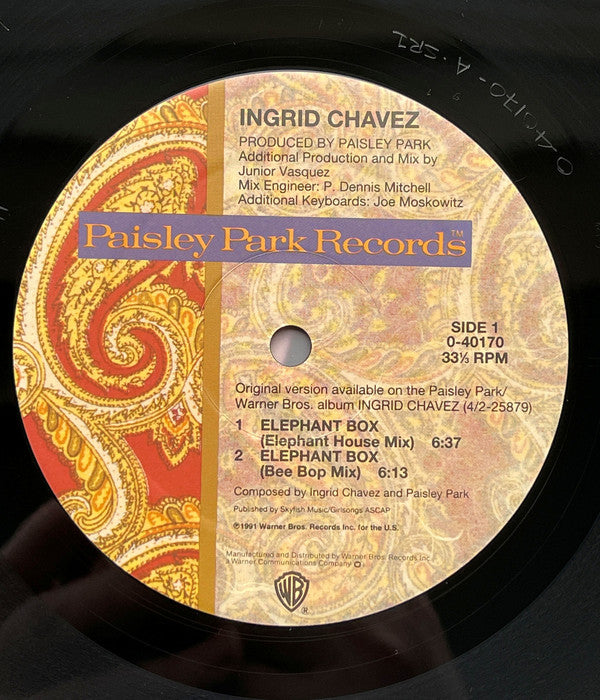 040170-A-SR1
INGRID CHAVEZ
PRODUCED BY PAISLEY PARK
Additional Production and Mix by
Junior Vasquez
Mix Engineer: P. Dennis Mitchell
Additional Keyboards: Joe Moskowitz
Paisley Park Records™
SIDE 1
0-40170
33⅓ RPM
Original version available on the Paisley Park/
Warner Bros. album INGRID CHAVEZ (4/2-25879)
1 ELEPHANT BOX
(Elephant House Mix) 6:37
2 ELEPHANT BOX
(Bee Bop Mix) 6:13
Composed by Ingrid Chavez and Paisley Park
Published by Skyfish Music/Girlsongs ASCAP
℗1991 Warner Bros. Records Inc. for the U.S.
Manufactured and Distributed by Warner Bros. Records Inc.,
a Warner Communications Company
WB ®